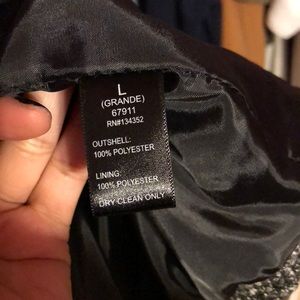 L
(GRANDE)
67911
RN#134352
OUTSHELL:
100% POLYESTER
LINING:
100% POLYESTER
DRY CLEAN ONLY